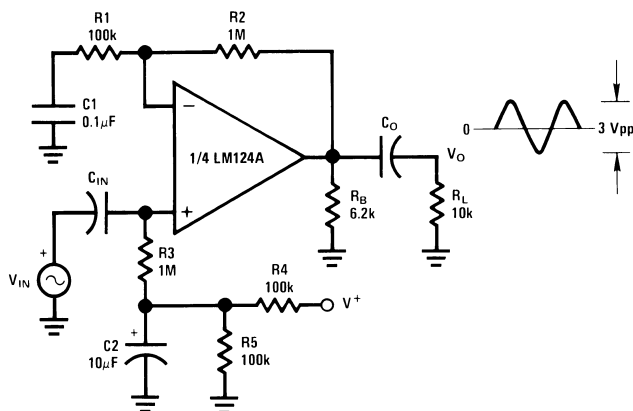 R1
100k
R2
1M
C1
0.1μF
−
1/4 LM124A
+
CO
VO
0
3 Vpp
RB
6.2k
RL
10k
CIN
+
VIN
R3
1M
R4
100k
V+
+
C2
10μF
R5
100k